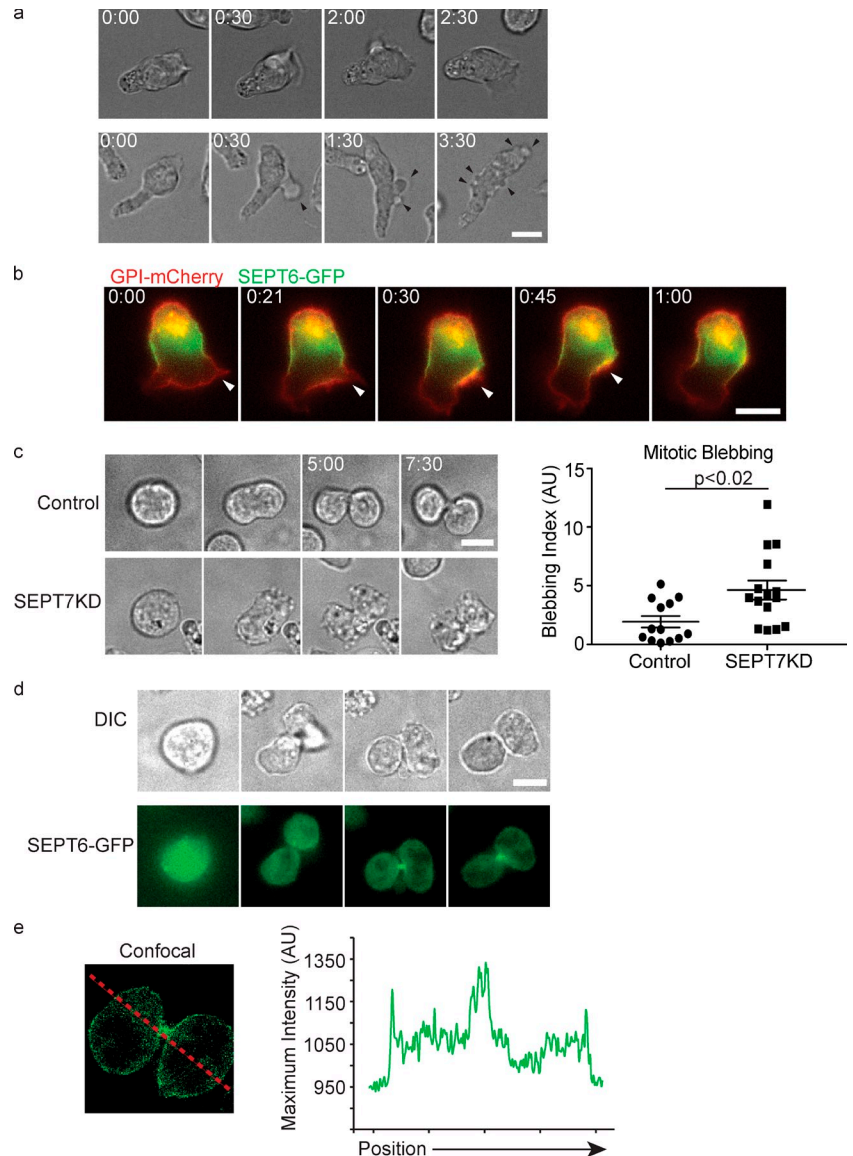 a
0:00 0:30 2:00 2:30
0:00 0:30 1:30 3:30
b
GPI-mCherry SEPT6-GFP
0:00 0:21 0:30 0:45 1:00
c
Control
5:00 7:30
SEPT7KD
Mitotic Blebbing
p<0.02
Blebbing Index (AU)
15
10
5
0
Control SEPT7KD
d
DIC
SEPT6-GFP
e
Confocal
Maximum Intensity (AU)
1350
1150
1050
950
Position